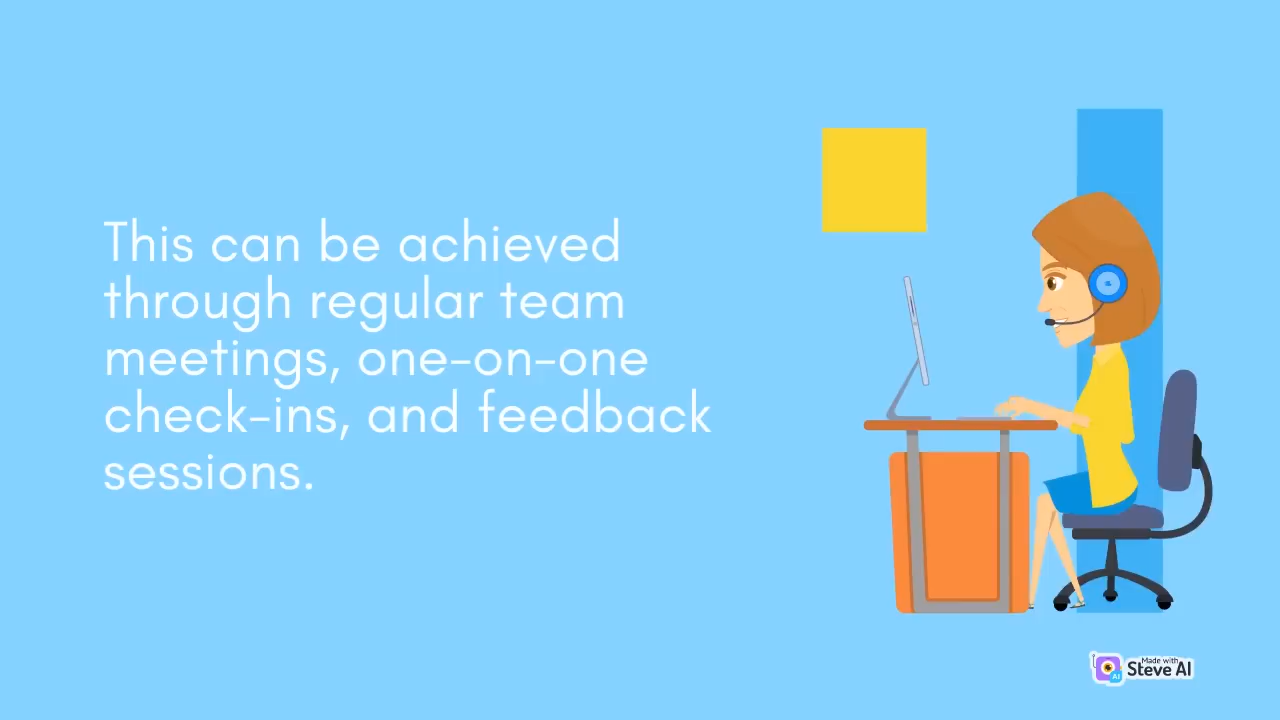 This can be achieved
through regular team
meetings, one-on-one
check-ins, and feedback
sessions.
Made with
Steve AI
AI